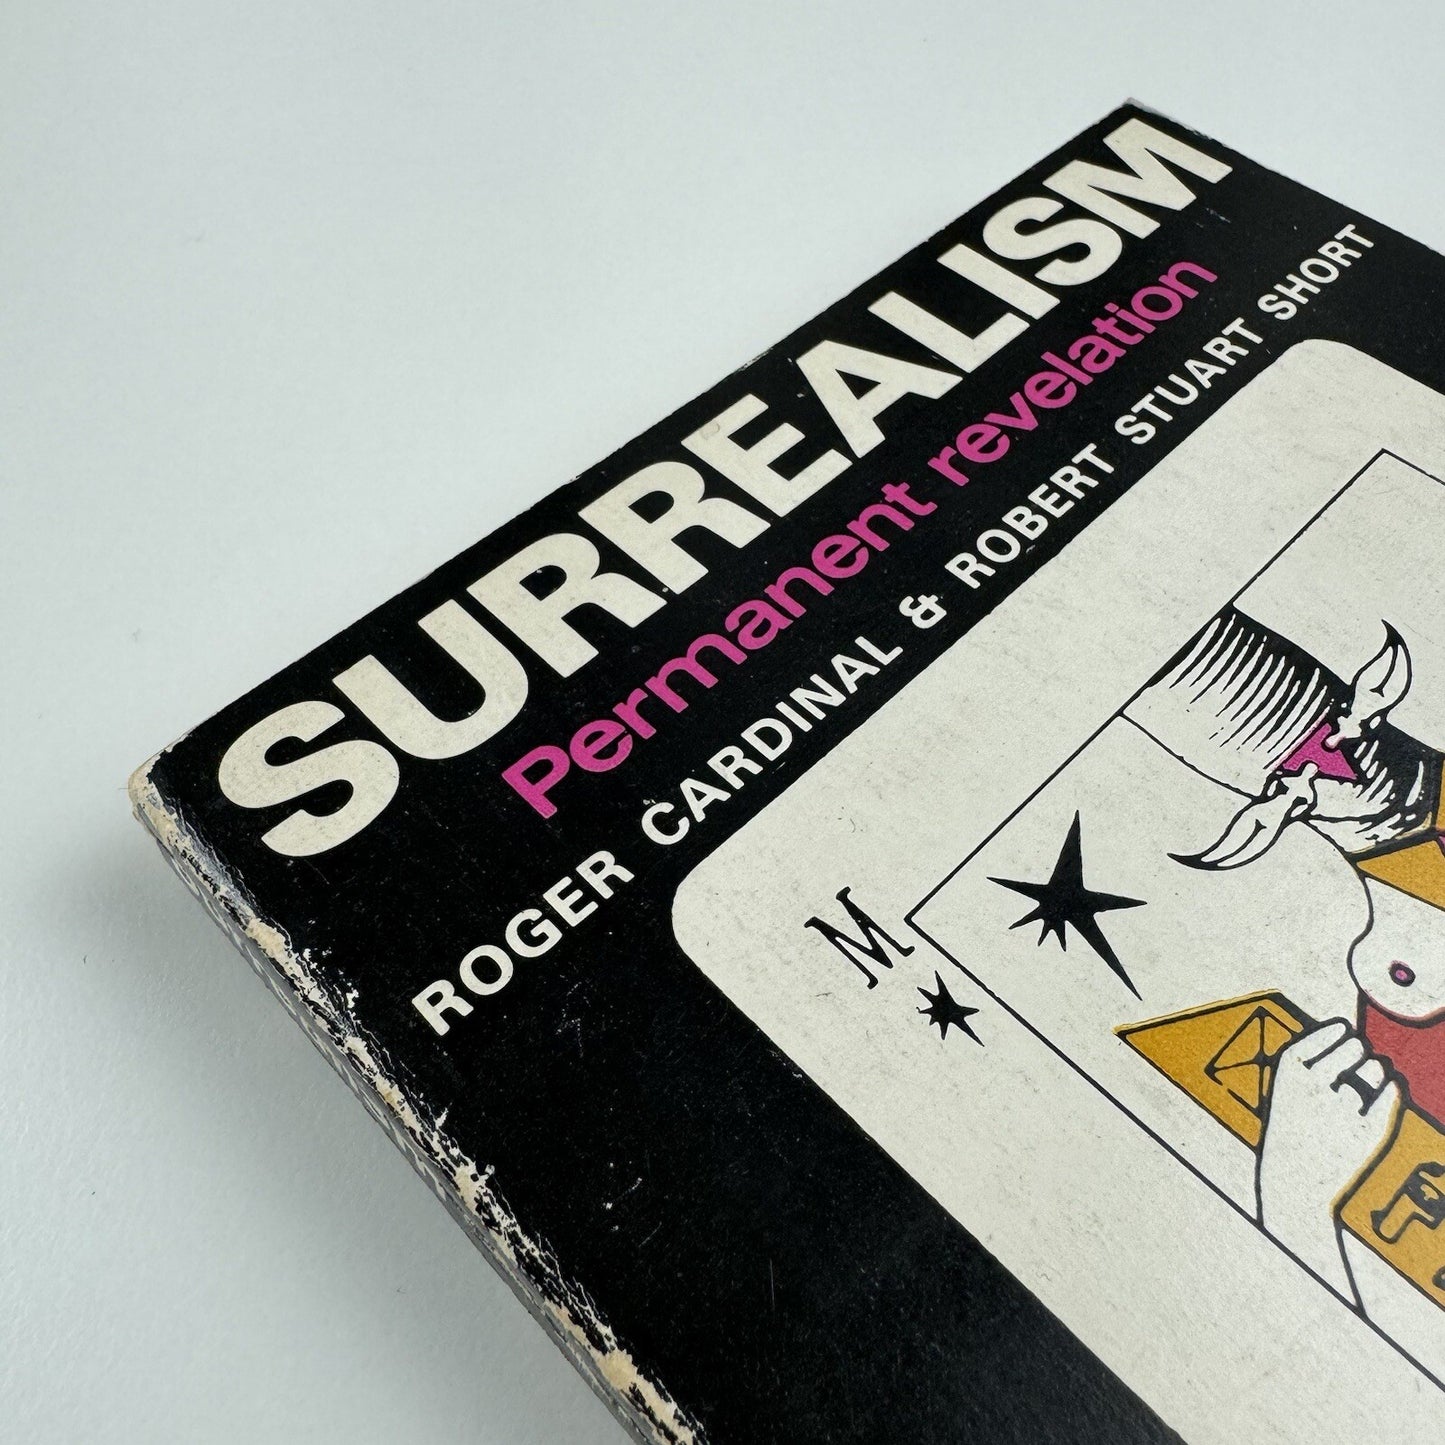 SURREALISM
Permanent revelation
ROGER CARDINAL & ROBERT STUART SHORT
M